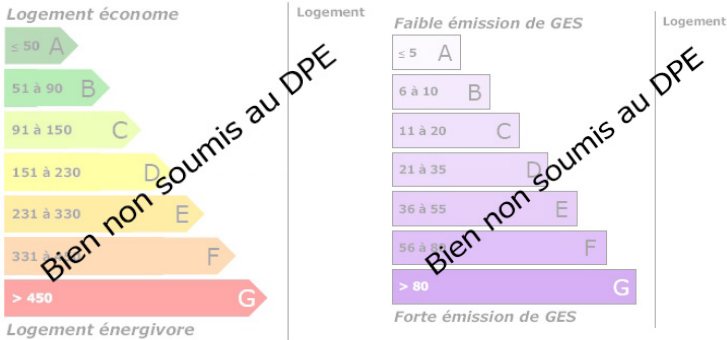 Logement économe
Logement
≤ 50 A
51 à 90 B
91 à 150 C
151 à 230 D
231 à 330 E
331 à F
> 450 G
Logement énergivore
Bien non soumis au DPE
Faible émission de GES
Logement
≤ 5 A
6 à 10 B
11 à 20 C
21 à 35 D
36 à 55 E
56 à 80 F
> 80 G
Forte émission de GES
Bien non soumis au DPE